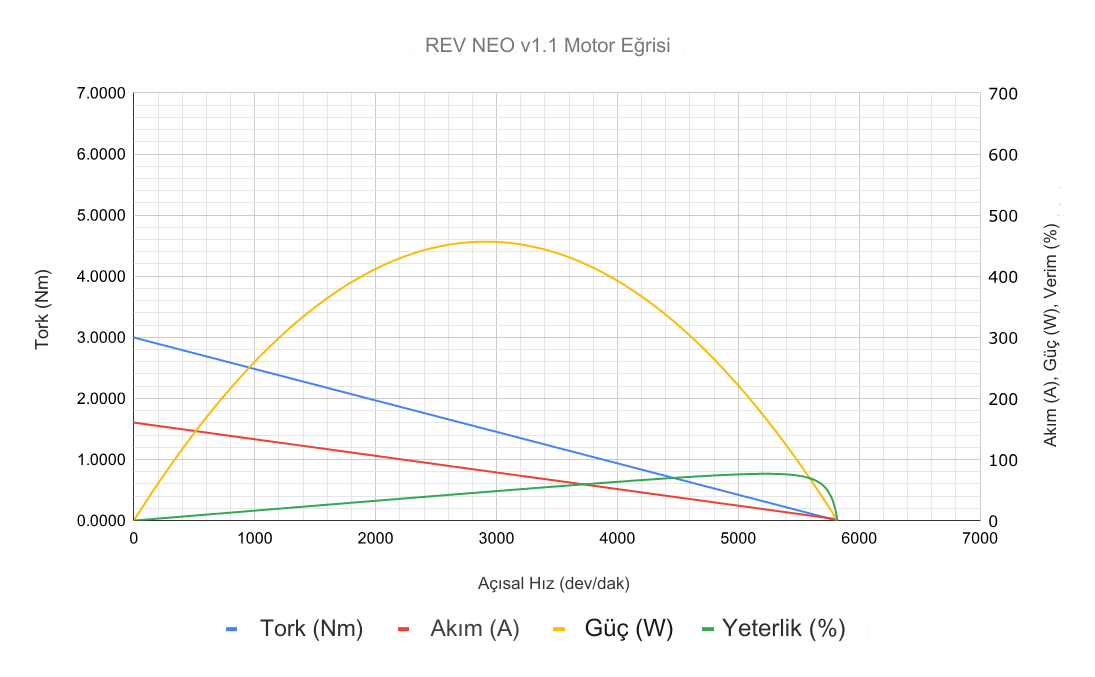 REV NEO v1.1 Motor Eğrisi
7.0000
6.0000
5.0000
4.0000
3.0000
2.0000
1.0000
0.0000
700
600
500
400
300
200
100
0
Tork (Nm)
Akım (A), Güç (W), Verim (%)
0 1000 2000 3000 4000 5000 6000 7000
Açısal Hız (dev/dak)
Tork (Nm) Akım (A) Güç (W) Yeterlik (%)